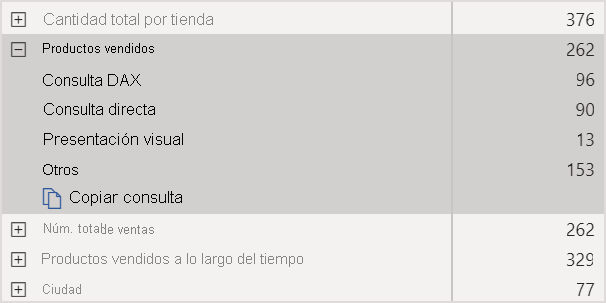 Cantidad total por tienda 376
Productos vendidos 262
Consulta DAX 96
Consulta directa 90
Presentación visual 13
Otros 153
Copiar consulta
Núm. total de ventas 262
Productos vendidos a lo largo del tiempo 329
Ciudad 77